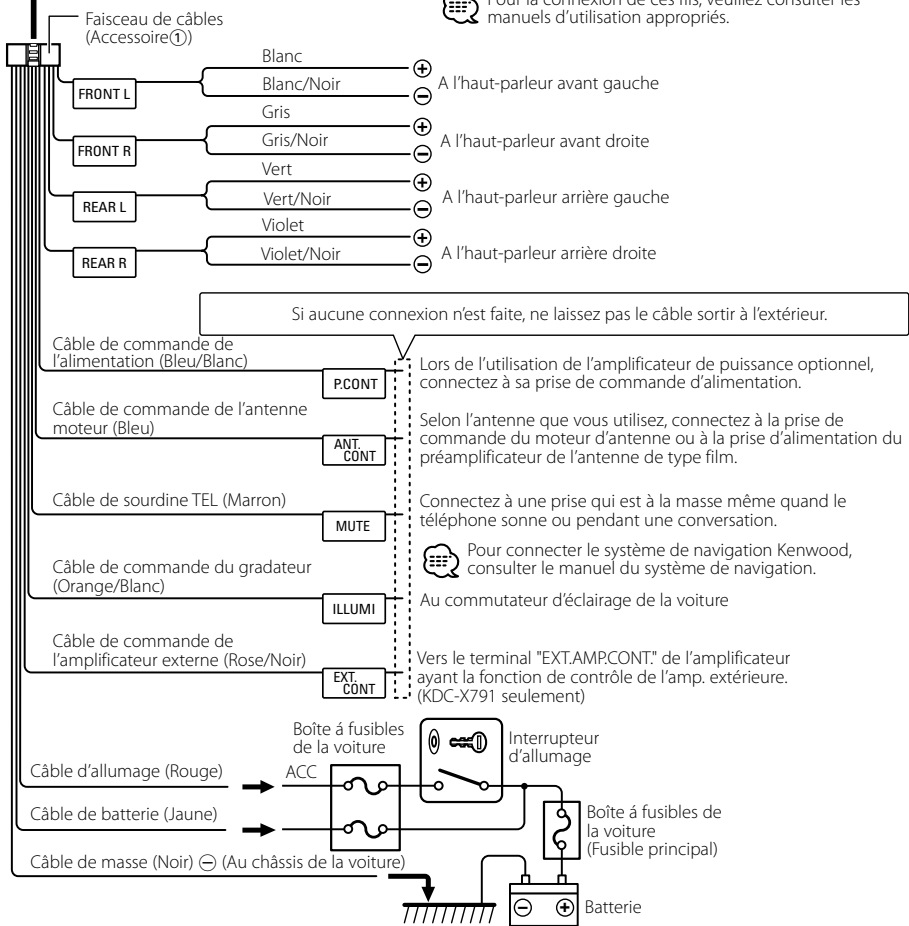 Pour la connexion de ces fils, veuillez consulter les
manuels d'utilisation appropriés.
Faisceau de câbles
(Accessoire①)
FRONT L
Blanc
Blanc/Noir
⊕
⊖
A l'haut-parleur avant gauche
FRONT R
Gris
Gris/Noir
⊕
⊖
A l'haut-parleur avant droite
REAR L
Vert
Vert/Noir
⊕
⊖
A l'haut-parleur arrière gauche
REAR R
Violet
Violet/Noir
⊕
⊖
A l'haut-parleur arrière droite
Si aucune connexion n'est faite, ne laissez pas le câble sortir à l'extérieur.
Câble de commande de
l'alimentation (Bleu/Blanc)
P.CONT
Lors de l'utilisation de l'amplificateur de puissance optionnel,
connectez à sa prise de commande d'alimentation.
Câble de commande de l'antenne
moteur (Bleu)
ANT.
CONT
Selon l'antenne que vous utilisez, connectez à la prise de
commande du moteur d'antenne ou à la prise d'alimentation du
préamplificateur de l'antenne de type film.
Câble de sourdine TEL (Marron)
MUTE
Connectez à une prise qui est à la masse même quand le
téléphone sonne ou pendant une conversation.
Pour connecter le système de navigation Kenwood,
consulter le manuel du système de navigation.
Câble de commande du gradateur
(Orange/Blanc)
ILLUMI
Au commutateur d'éclairage de la voiture
Câble de commande de
l'amplificateur externe (Rose/Noir)
EXT.
CONT
Vers le terminal "EXT.AMP.CONT." de l'amplificateur
ayant la fonction de contrôle de l'amp. extérieure.
(KDC-X791 seulement)
Boîte á fusibles
de la voiture
Interrupteur
d'allumage
Câble d'allumage (Rouge)
ACC
Câble de batterie (Jaune)
Boîte á fusibles de
la voiture
(Fusible principal)
Câble de masse (Noir) ⊖ (Au châssis de la voiture)
⊖ ⊕ Batterie